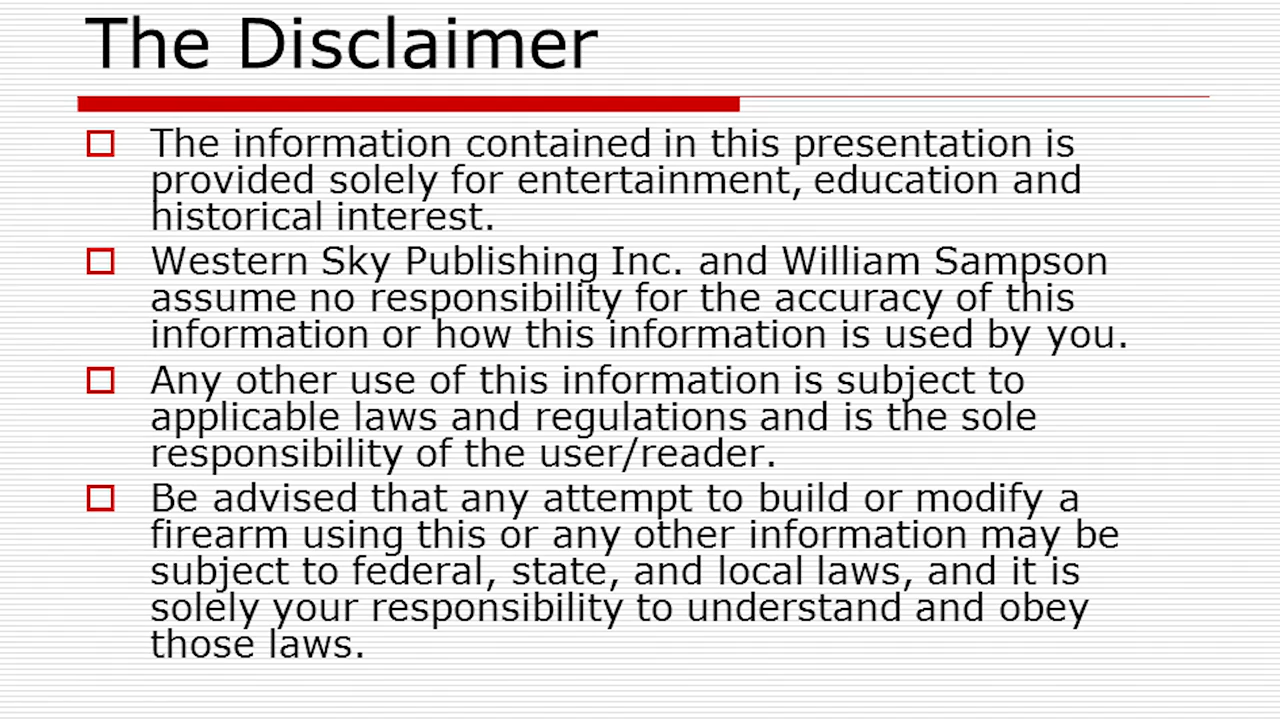 The Disclaimer
The information contained in this presentation is
provided solely for entertainment, education and
historical interest.
Western Sky Publishing Inc. and William Sampson
assume no responsibility for the accuracy of this
information or how this information is used by you.
Any other use of this information is subject to
applicable laws and regulations and is the sole
responsibility of the user/reader.
Be advised that any attempt to build or modify a
firearm using this or any other information may be
subject to federal, state, and local laws, and it is
solely your responsibility to understand and obey
those laws.